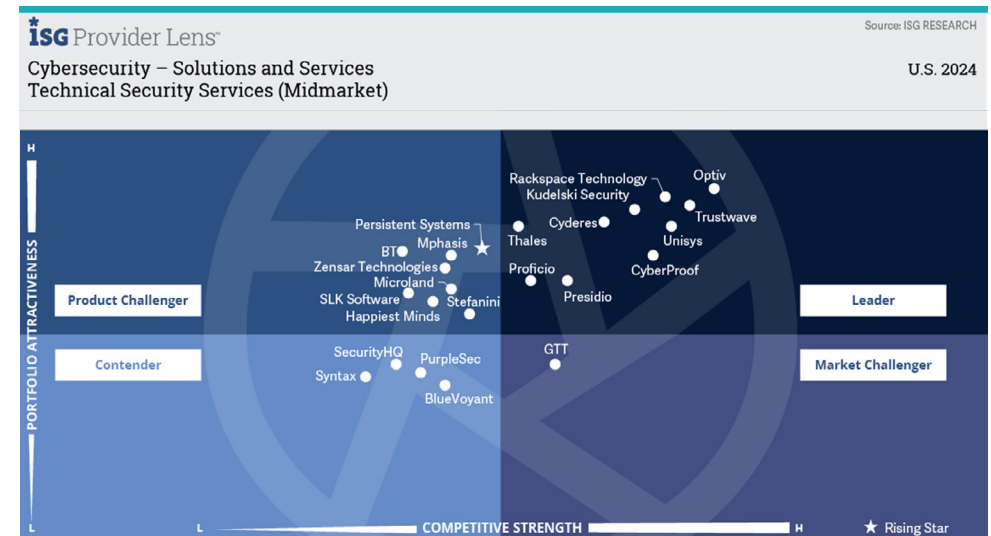 ISG Provider Lens™
Source: ISG RESEARCH
Cybersecurity – Solutions and Services
Technical Security Services (Midmarket)
U.S. 2024
H
PORTFOLIO ATTRACTIVENESS
L
Product Challenger
Leader
Contender
Market Challenger
Rackspace Technology
Optiv
Kudelski Security
Trustwave
Cyderes
Unisys
Thales
CyberProof
Proficio
Presidio
Persistent Systems
Mphasis
BT
Zensar Technologies
Microland
SLK Software
Stefanini
Happiest Minds
SecurityHQ
PurpleSec
Syntax
BlueVoyant
GTT
L
COMPETITIVE STRENGTH
H
★ Rising Star